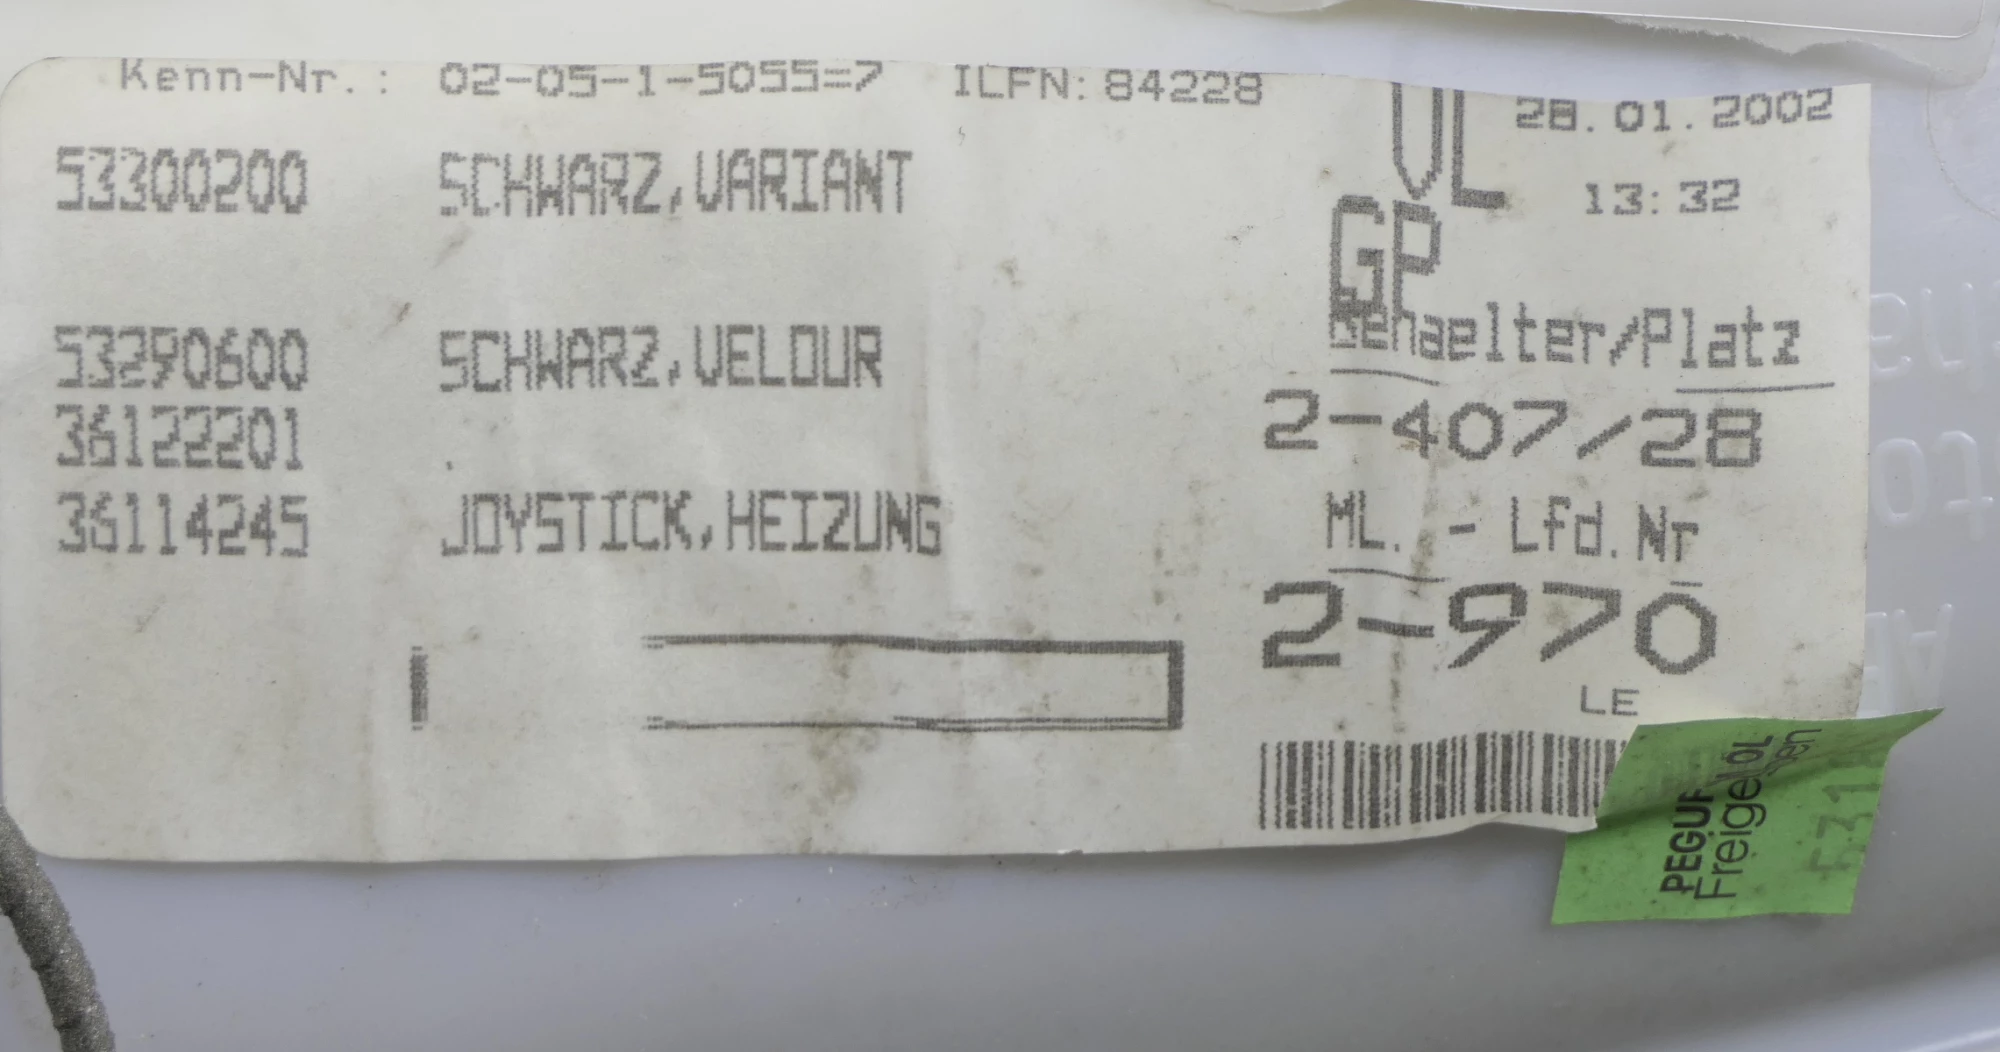 Kenn-Nr.: 02-05-1-5055=7 ILFN: 84228
VL 28.01.2002
13:32
53300200 SCHWARZ,VARIANT
GP
Behaelter/Platz
53290600 SCHWARZ,VELOUR
36122201
2-407/28
36114245 JOYSTICK,HEIZUNG
ML. - Lfd.Nr
2-970
LE
PEGUF
Freige